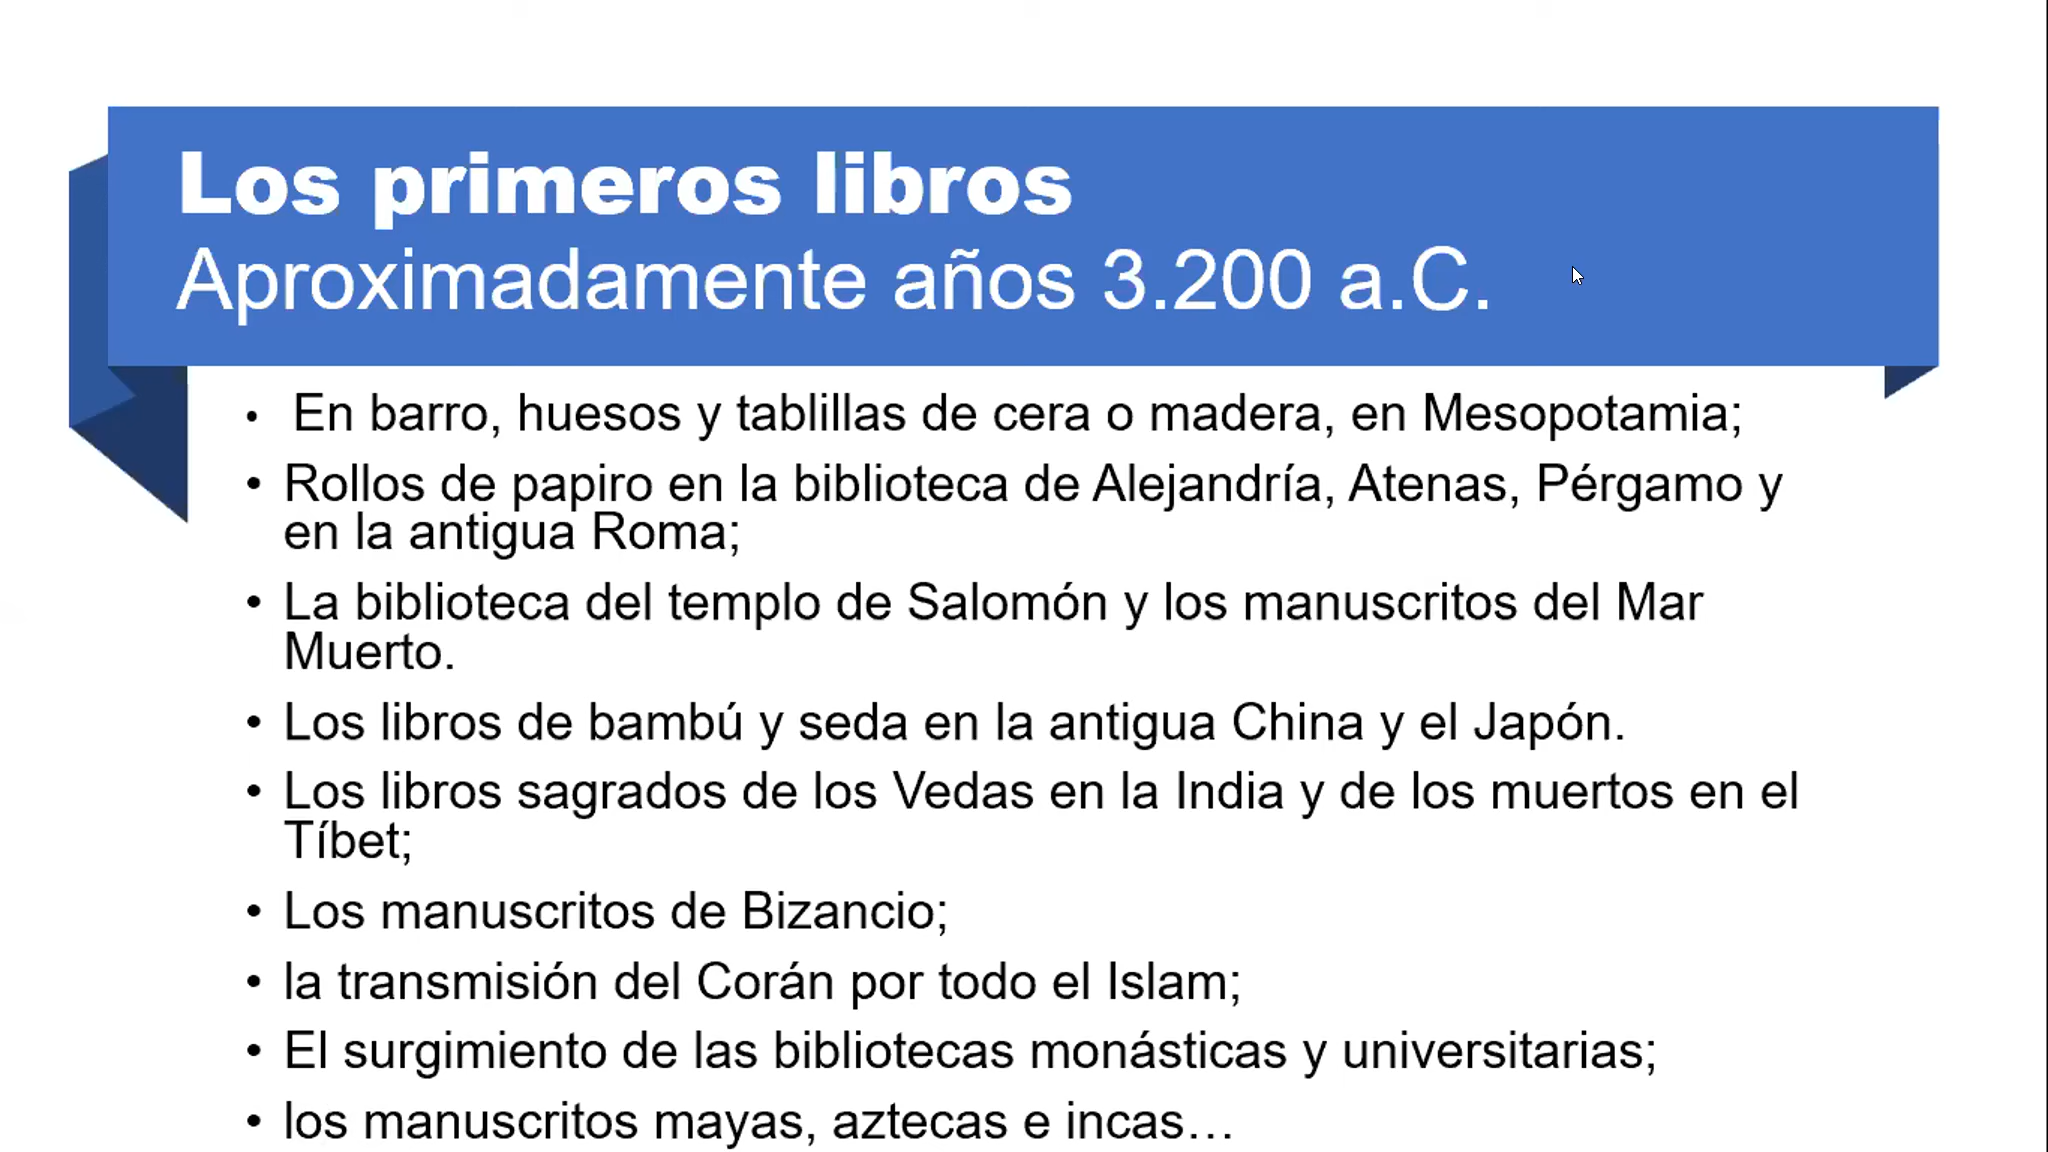 Los primeros libros
Aproximadamente años 3.200 a.C.
• En barro, huesos y tablillas de cera o madera, en Mesopotamia;
• Rollos de papiro en la biblioteca de Alejandría, Atenas, Pérgamo y
en la antigua Roma;
• La biblioteca del templo de Salomón y los manuscritos del Mar
Muerto.
• Los libros de bambú y seda en la antigua China y el Japón.
• Los libros sagrados de los Vedas en la India y de los muertos en el
Tíbet;
• Los manuscritos de Bizancio;
• la transmisión del Corán por todo el Islam;
• El surgimiento de las bibliotecas monásticas y universitarias;
• los manuscritos mayas, aztecas e incas…